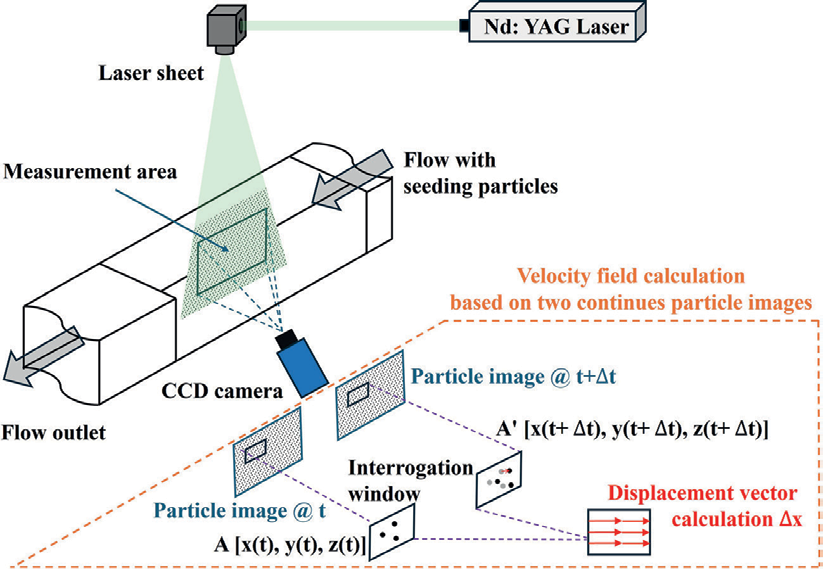 Nd: YAG Laser
Laser sheet
Measurement area
Flow with
seeding particles
Velocity field calculation
based on two continues particle images
CCD camera
Particle image @ t+Δt
Flow outlet
A' [x(t+ Δt), y(t+ Δt), z(t+ Δt)]
Interrogation
window
Particle image @ t
Displacement vector
calculation Δx
A [x(t), y(t), z(t)]